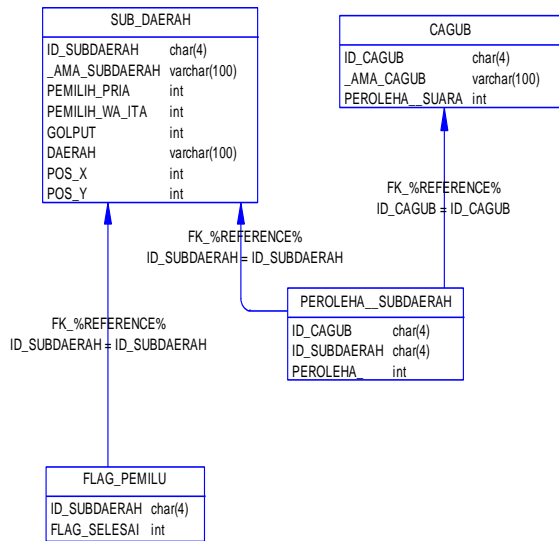 SUB_DAERAH
ID_SUBDAERAH char(4)
_AMA_SUBDAERAH varchar(100)
PEMILIH_PRIA int
PEMILIH_WA_ITA int
GOLPUT int
DAERAH varchar(100)
POS_X int
POS_Y int
CAGUB
ID_CAGUB char(4)
_AMA_CAGUB varchar(100)
PEROLEHA__SUARA int
FK_%REFERENCE%
ID_CAGUB = ID_CAGUB
FK_%REFERENCE%
ID_SUBDAERAH = ID_SUBDAERAH
PEROLEHA__SUBDAERAH
ID_CAGUB char(4)
ID_SUBDAERAH char(4)
PEROLEHA_ int
FK_%REFERENCE%
ID_SUBDAERAH = ID_SUBDAERAH
FLAG_PEMILU
ID_SUBDAERAH char(4)
FLAG_SELESAI int